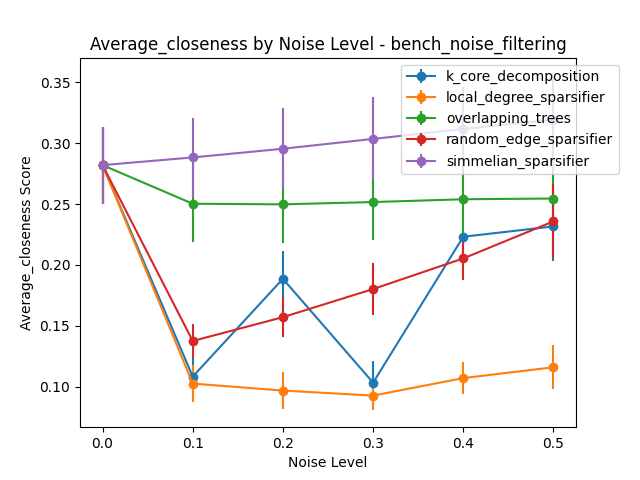 Average_closeness by Noise Level - bench_noise_filtering
k_core_decomposition
local_degree_sparsifier
overlapping_trees
random_edge_sparsifier
simmelian_sparsifier
Average_closeness Score
0.35
0.30
0.25
0.20
0.15
0.10
0.0 0.1 0.2 0.3 0.4 0.5
Noise Level